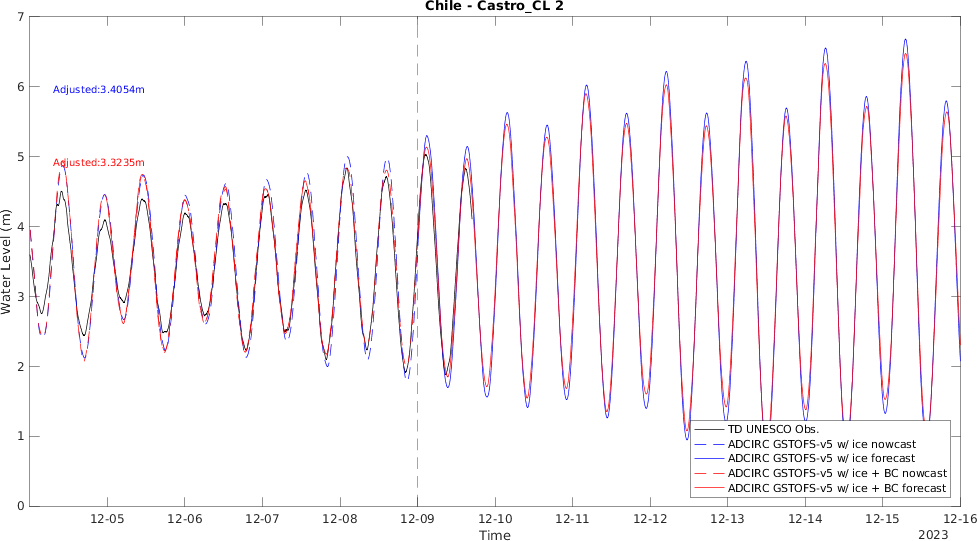 Chile - Castro_CL 2
7
6
5
4
3
2
1
0
Water Level (m)
Adjusted:3.4054m
Adjusted:3.3235m
TD UNESCO Obs.
ADCIRC GSTOFS-v5 w/ ice nowcast
ADCIRC GSTOFS-v5 w/ ice forecast
ADCIRC GSTOFS-v5 w/ ice + BC nowcast
ADCIRC GSTOFS-v5 w/ ice + BC forecast
12-05 12-06 12-07 12-08 12-09 12-10 12-11 12-12 12-13 12-14 12-15 12-16
Time
2023